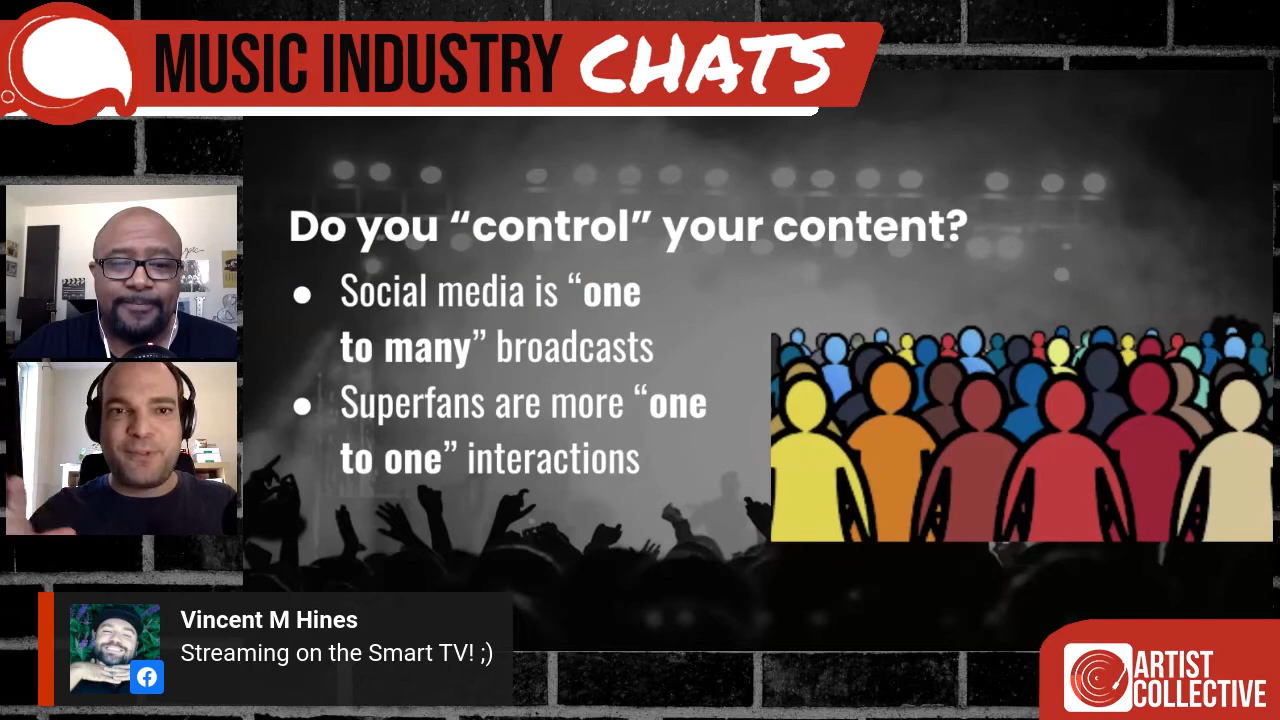 MUSIC INDUSTRY CHATS
Do you “control” your content?
● Social media is “one
to many” broadcasts
● Superfans are more “one
to one” interactions
Vincent M Hines
Streaming on the Smart TV! ;)
ARTIST
COLLECTIVE